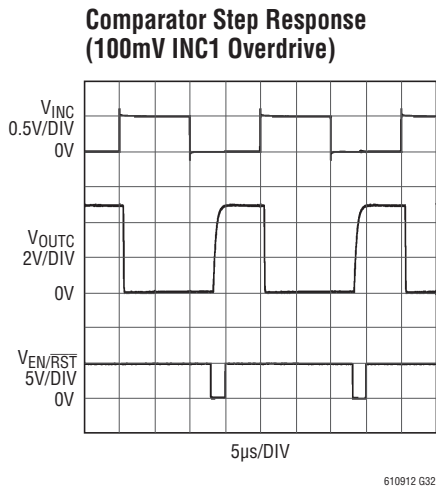 Comparator Step Response
(100mV INC1 Overdrive)
VINC
0.5V/DIV
0V
VOUTC
2V/DIV
0V
VEN/RST
5V/DIV
0V
5µs/DIV
610912 G32